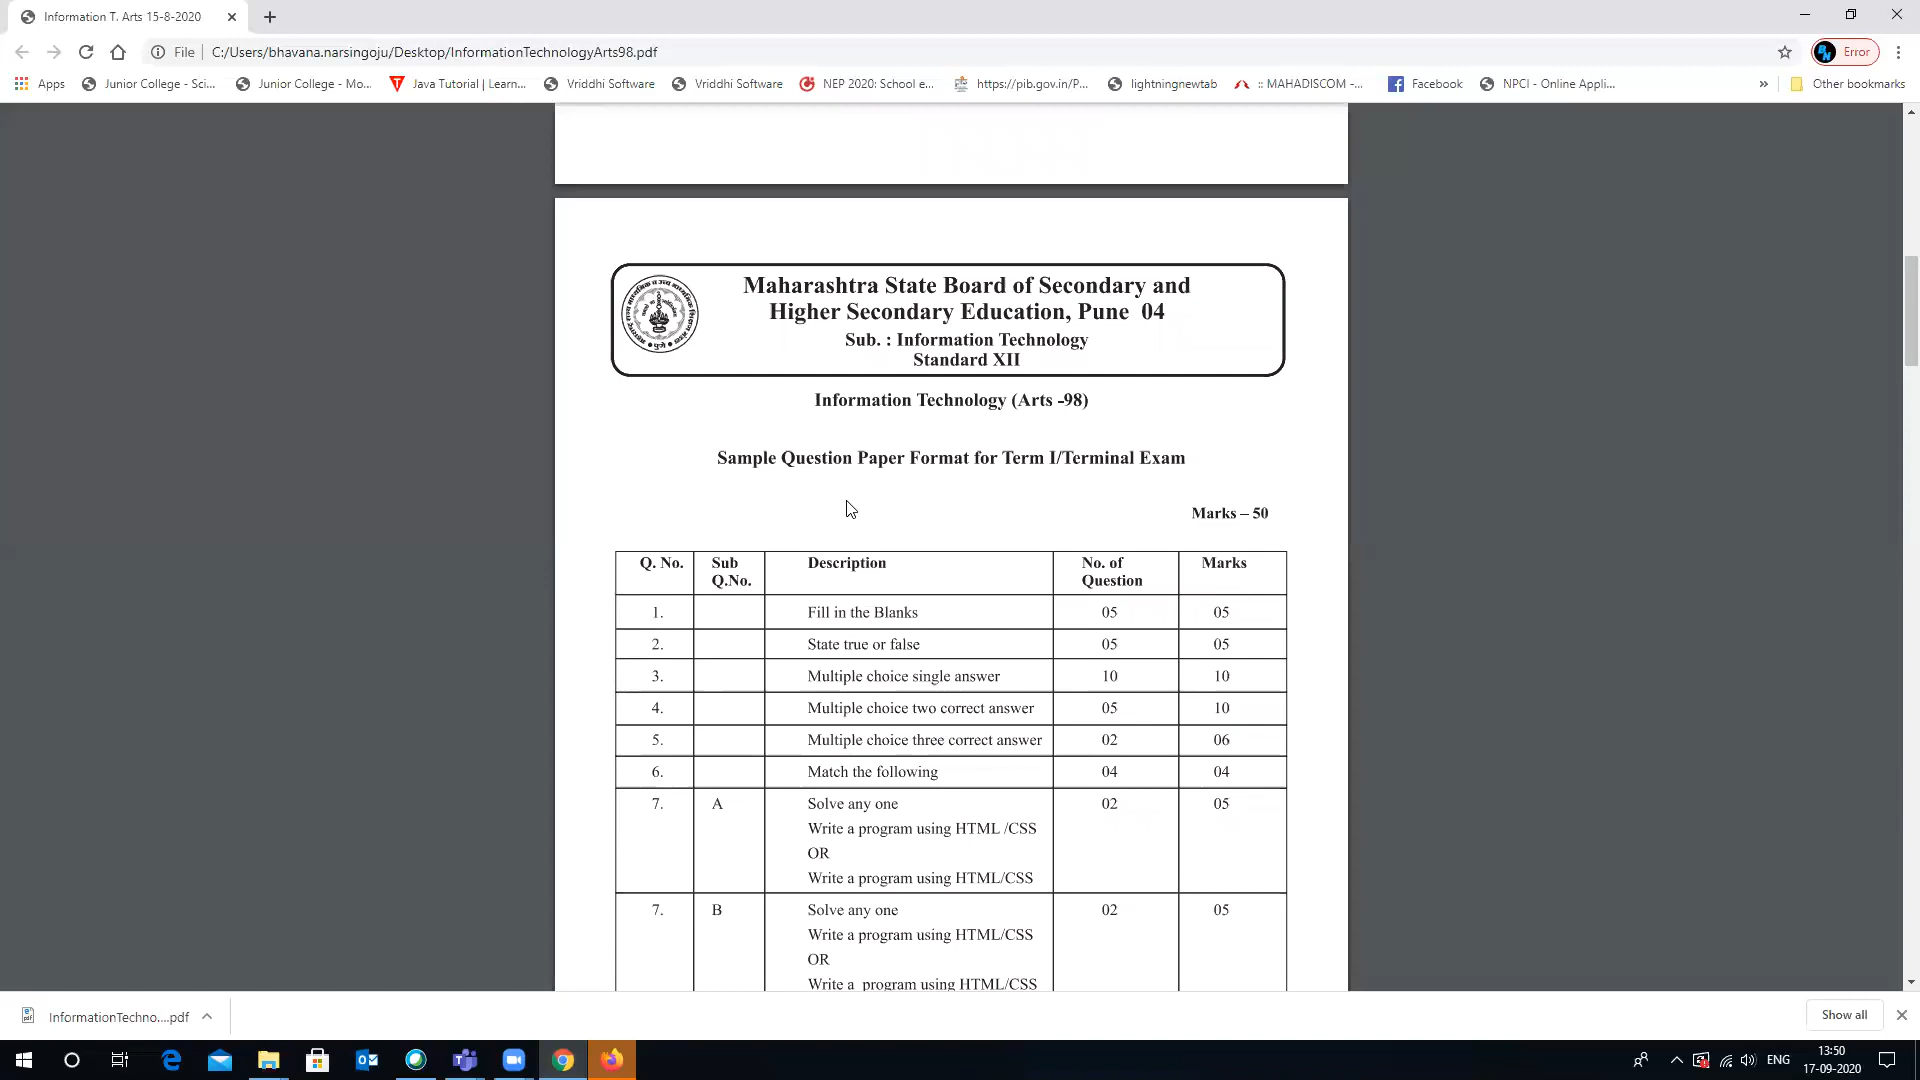 Information T. Arts 15-8-2020
File
C:/Users/bhavana.narsingoju/Desktop/InformationTechnologyArts98.pdf
Error
Apps
Junior College - Sci...
Junior College - Mo...
Java Tutorial | Learn...
Vriddhi Software
Vriddhi Software
NEP 2020: School e...
https://pib.gov.in/P...
lightningnewtab
:: MAHADISCOM -...
Facebook
NPCI - Online Appli...
»
Other bookmarks
Maharashtra State Board of Secondary and
Higher Secondary Education, Pune 04
Sub. : Information Technology
Standard XII
Information Technology (Arts -98)
Sample Question Paper Format for Term I/Terminal Exam
Marks – 50
Q. No. Sub Q.No. Description No. of Question Marks
1. Fill in the Blanks 05 05
2. State true or false 05 05
3. Multiple choice single answer 10 10
4. Multiple choice two correct answer 05 10
5. Multiple choice three correct answer 02 06
6. Match the following 04 04
7. A Solve any one 02 05
Write a program using HTML /CSS
OR
Write a program using HTML/CSS
7. B Solve any one 02 05
Write a program using HTML/CSS
OR
Write a program using HTML/CSS
InformationTechno....pdf
Show all
ENG
13:50
17-09-2020